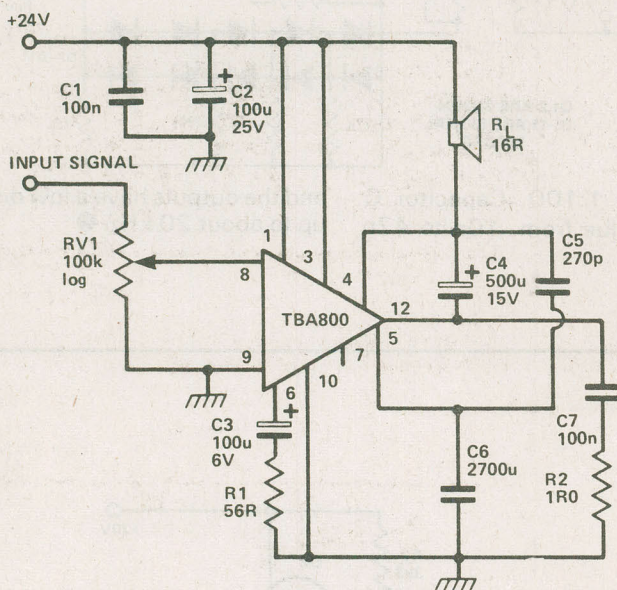 +24V
C1
100n
+
C2
100u
25V
INPUT SIGNAL
RV1
100k
log
RL
16R
1
3
4
8
TBA800
12
5
7
9
10
6
+
C4
500u
15V
C5
270p
+
C3
100u
6V
R1
56R
C6
2700u
C7
100n
R2
1R0